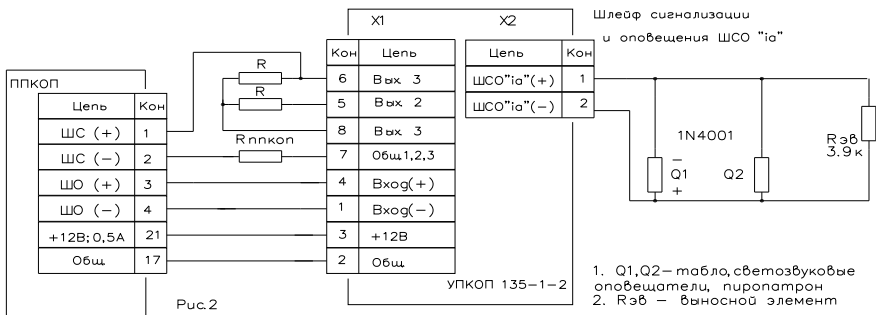 X1
X2
Шлейф сигнализации
и оповещения ШСО "ia"
Кон Цепь
6 Вых 3
5 Вых 2
8 Вых 3
7 Общ1,2,3
4 Вход(+)
1 Вход(−)
3 +12В
2 Общ
Цепь Кон
ШСО"ia"(+) 1
ШСО"ia"(−) 2
R
R
Rппкоп
ППКОП
Цепь Кон
ШС (+) 1
ШС (−) 2
ШО (+) 3
ШО (−) 4
+12В;0,5А 21
Общ 17
1N4001
−
Q1
+
Q2
Rэв
3.9к
УПКОП 135−1−2
Рис.2
1. Q1,Q2−табло,светозвуковые
оповещатели, пиропатрон
2. Rэв − выносной элемент